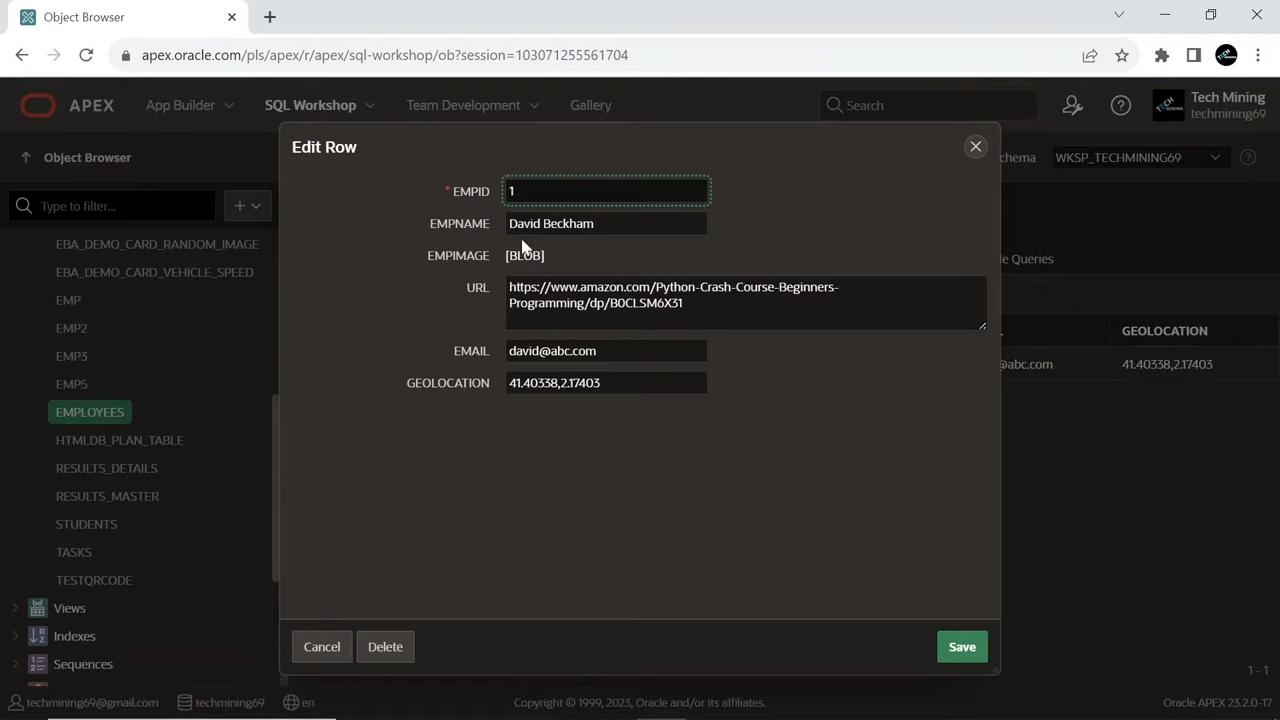 Object Browser
apex.oracle.com/pls/apex/r/apex/sql-workshop/ob?session=103071255561704
APEX
App Builder
SQL Workshop
Team Development
Gallery
Search
Tech Mining
techmining69
Object Browser
Schema
WKSP_TECHMINING69
Type to filter...
EBA_DEMO_CARD_RANDOM_IMAGE
EBA_DEMO_CARD_VEHICLE_SPEED
EMP
EMP2
EMP3
EMP5
EMPLOYEES
HTMLDB_PLAN_TABLE
RESULTS_DETAILS
RESULTS_MASTER
STUDENTS
TASKS
TESTQRCODE
Views
Indexes
Sequences
Edit Row
* EMPID 1
EMPNAME David Beckham
EMPIMAGE [BLOB]
URL https://www.amazon.com/Python-Crash-Course-Beginners-
Programming/dp/B0CLSM6X31
EMAIL david@abc.com
GEOLOCATION 41.40338,2.17403
Cancel
Delete
Save
le Queries
GEOLOCATION
@abc.com
41.40338,2.17403
1 - 1
techmining69@gmail.com
techmining69
en
Copyright © 1999, 2023, Oracle and/or its affiliates.
Oracle APEX 23.2.0-17